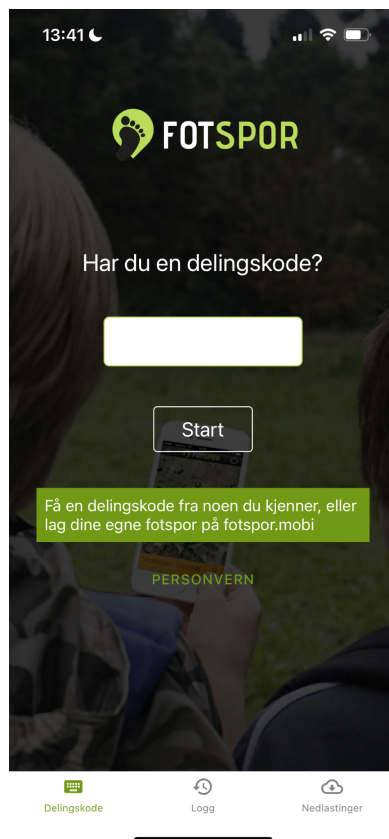 13:41
FOTSPOR
Har du en delingskode?
Start
Få en delingskode fra noen du kjenner, eller
lag dine egne fotspor på fotspor.mobi
PERSONVERN
Delingskode
Logg
Nedlastinger